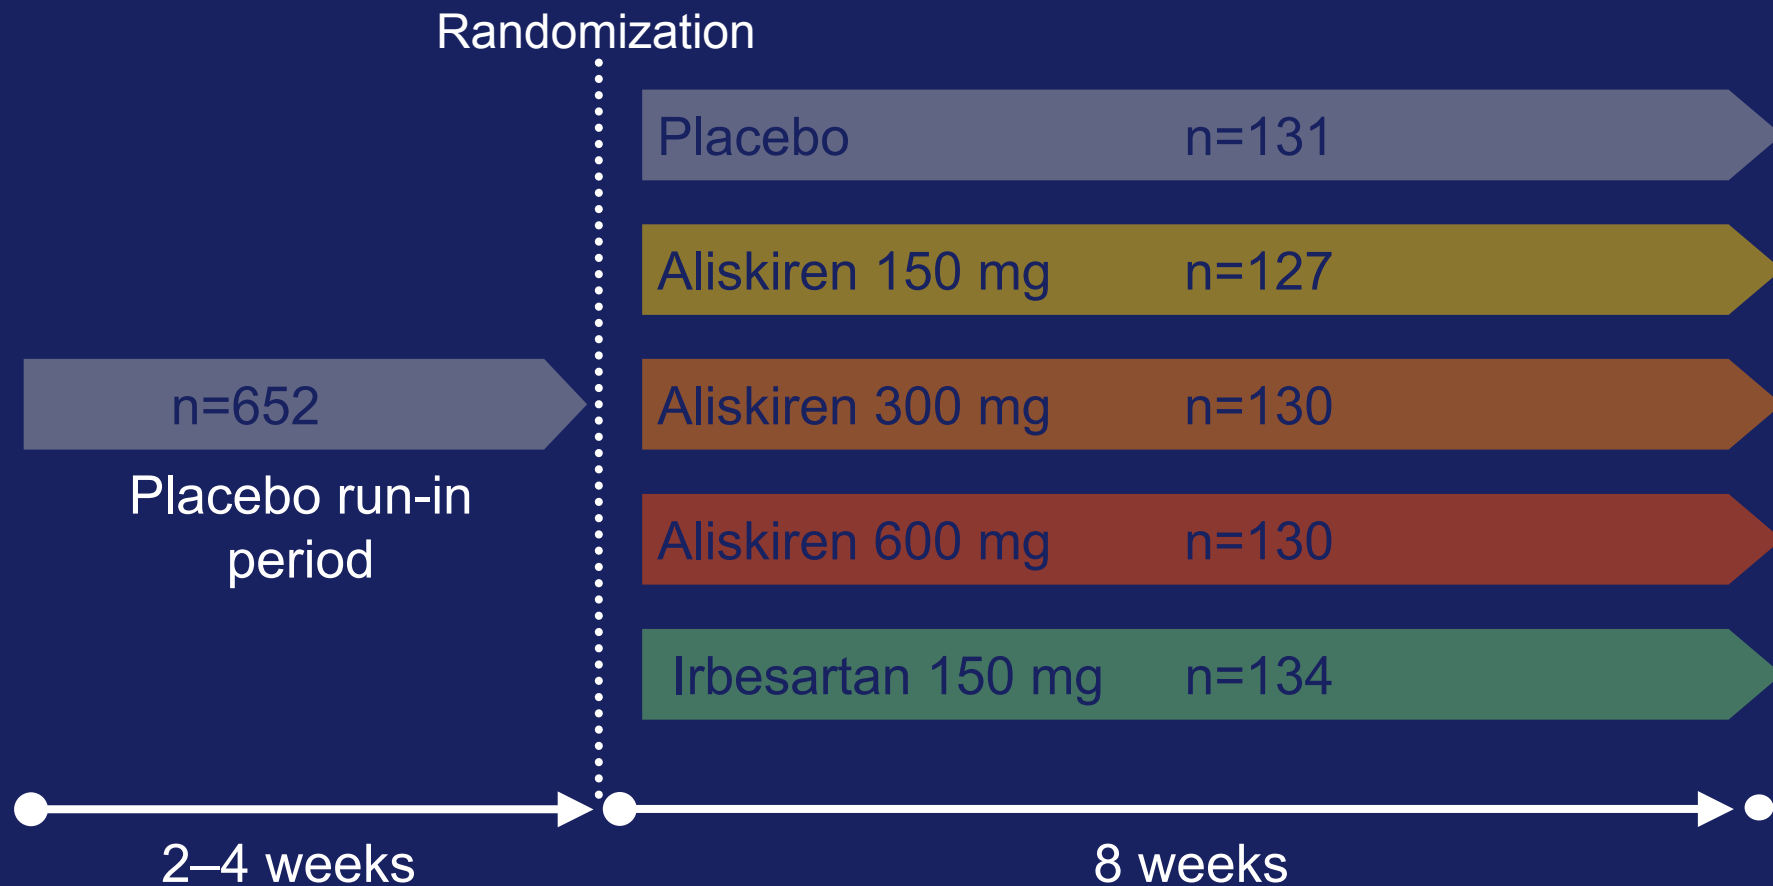 Randomization
Placebo n=131
Aliskiren 150 mg n=127
n=652
Aliskiren 300 mg n=130
Placebo run-in
period
Aliskiren 600 mg n=130
Irbesartan 150 mg n=134
2–4 weeks
8 weeks